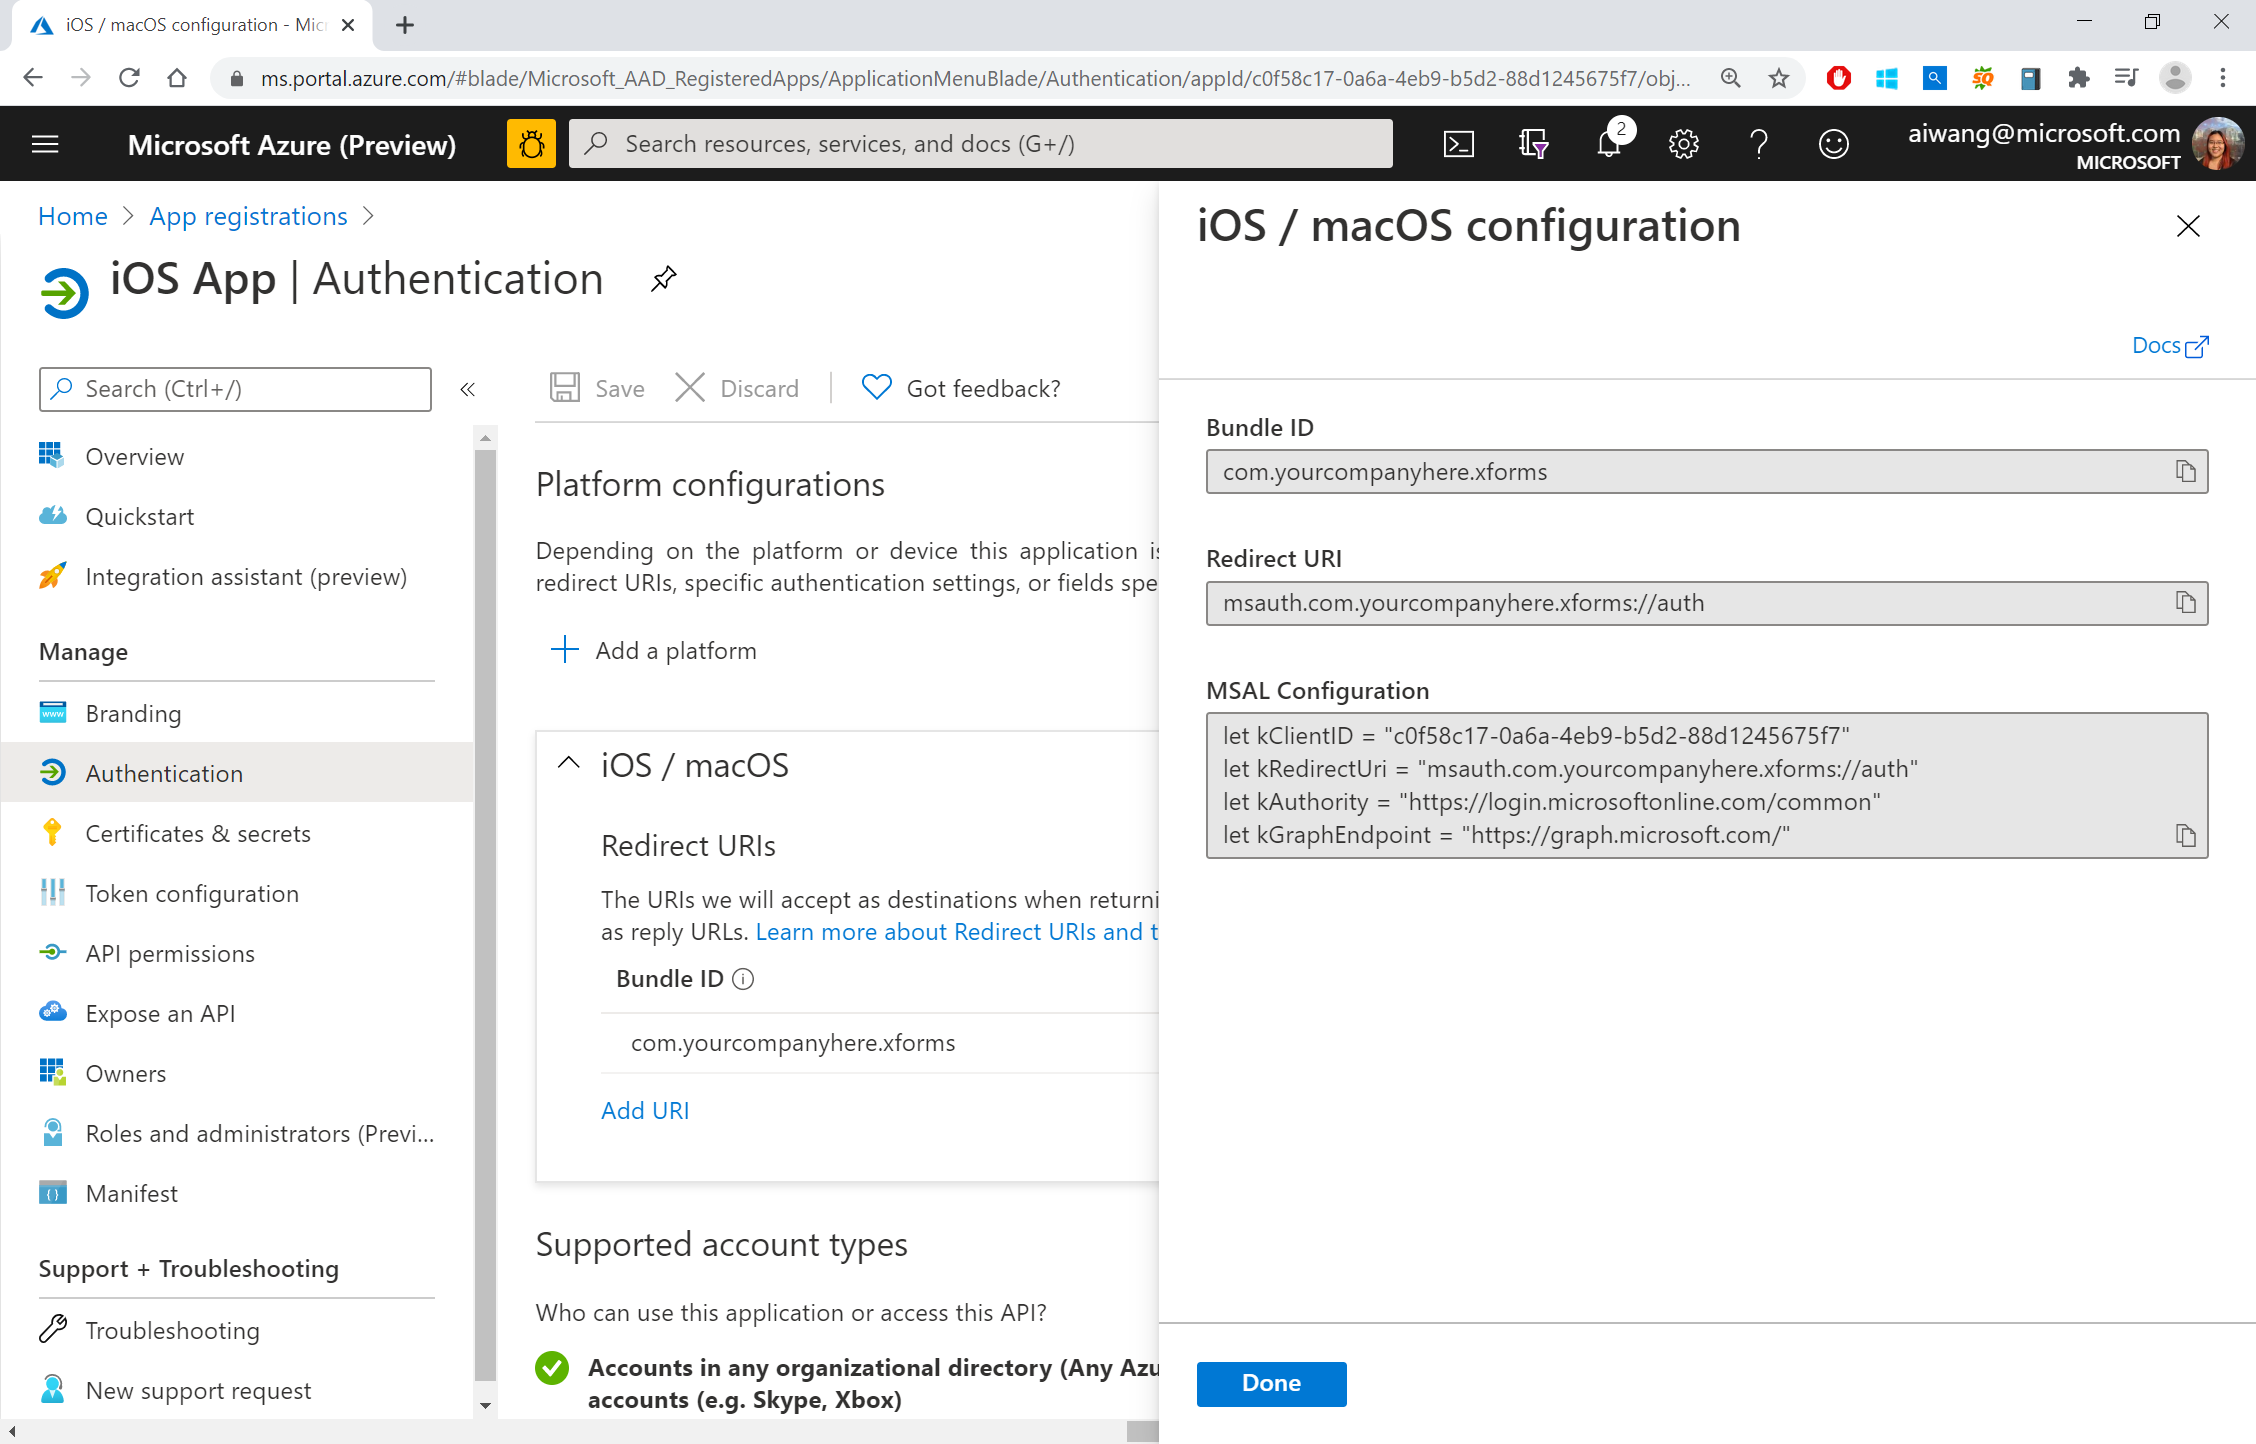 iOS / macOS configuration - Mic
ms.portal.azure.com/#blade/Microsoft_AAD_RegisteredApps/ApplicationMenuBlade/Authentication/appId/c0f58c17-0a6a-4eb9-b5d2-88d1245675f7/obj...
Microsoft Azure (Preview)
Search resources, services, and docs (G+/)
2
aiwang@microsoft.com
MICROSOFT
Home > App registrations >
iOS App | Authentication
Search (Ctrl+/)
Overview
Quickstart
Integration assistant (preview)
Manage
Branding
Authentication
Certificates & secrets
Token configuration
API permissions
Expose an API
Owners
Roles and administrators (Previ...
Manifest
Support + Troubleshooting
Troubleshooting
New support request
Save
Discard
Got feedback?
Platform configurations
Depending on the platform or device this application is
redirect URIs, specific authentication settings, or fields spe
Add a platform
iOS / macOS
Redirect URIs
The URIs we will accept as destinations when returni
as reply URLs. Learn more about Redirect URIs and t
Bundle ID
com.yourcompanyhere.xforms
Add URI
Supported account types
Who can use this application or access this API?
Accounts in any organizational directory (Any Azu
accounts (e.g. Skype, Xbox)
iOS / macOS configuration
Docs
Bundle ID
com.yourcompanyhere.xforms
Redirect URI
msauth.com.yourcompanyhere.xforms://auth
MSAL Configuration
let kClientID = "c0f58c17-0a6a-4eb9-b5d2-88d1245675f7"
let kRedirectUri = "msauth.com.yourcompanyhere.xforms://auth"
let kAuthority = "https://login.microsoftonline.com/common"
let kGraphEndpoint = "https://graph.microsoft.com/"
Done